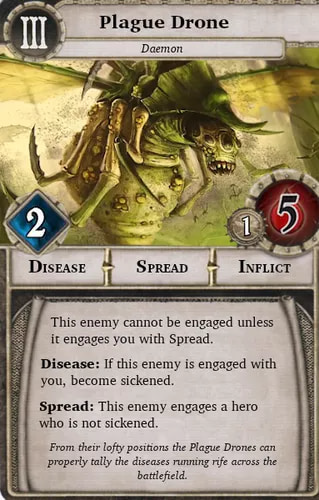 III
Plague Drone
Daemon
2
1
5
DISEASE SPREAD INFLICT
This enemy cannot be engaged unless
it engages you with Spread.
Disease: If this enemy is engaged with
you, become sickened.
Spread: This enemy engages a hero
who is not sickened.
From their lofty positions the Plague Drones can
properly tally the diseases running rife across the
battlefield.